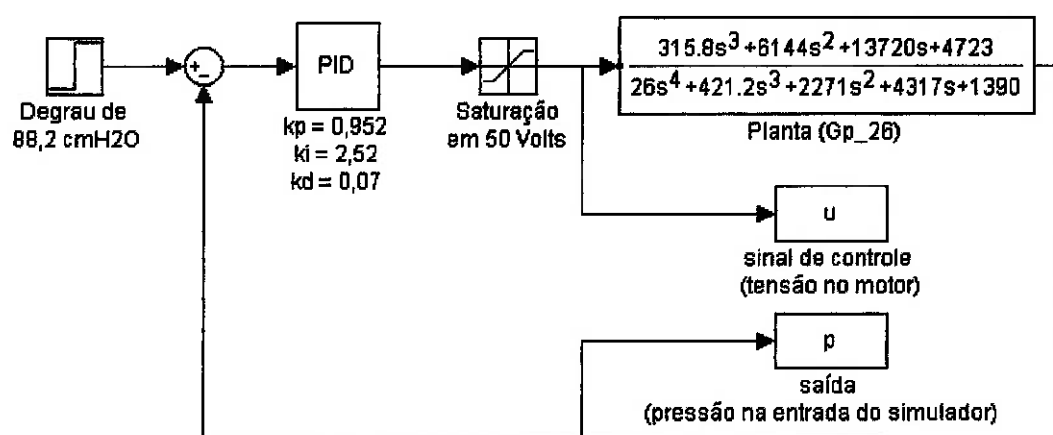 Degrau de
88,2 cmH2O
+
−
PID
kp = 0,952
ki = 2,52
kd = 0,07
Saturação
em 50 Volts
315.8s³+6144s²+13720s+4723
26s⁴+421.2s³+2271s²+4317s+1390
Planta (Gp_26)
u
sinal de controle
(tensão no motor)
p
saída
(pressão na entrada do simulador)